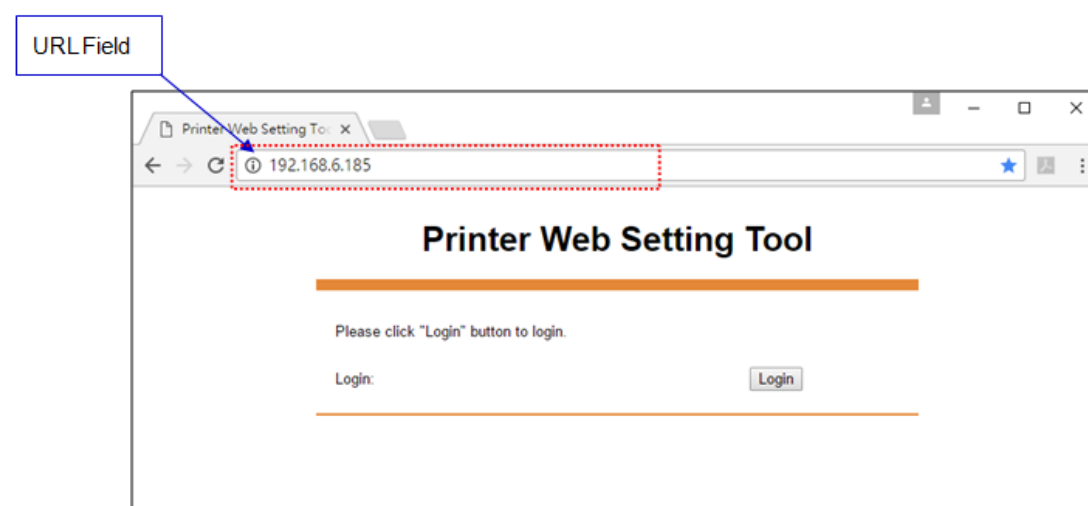 URL Field
Printer Web Setting Too
192.168.6.185
Printer Web Setting Tool
Please click "Login" button to login.
Login:
Login